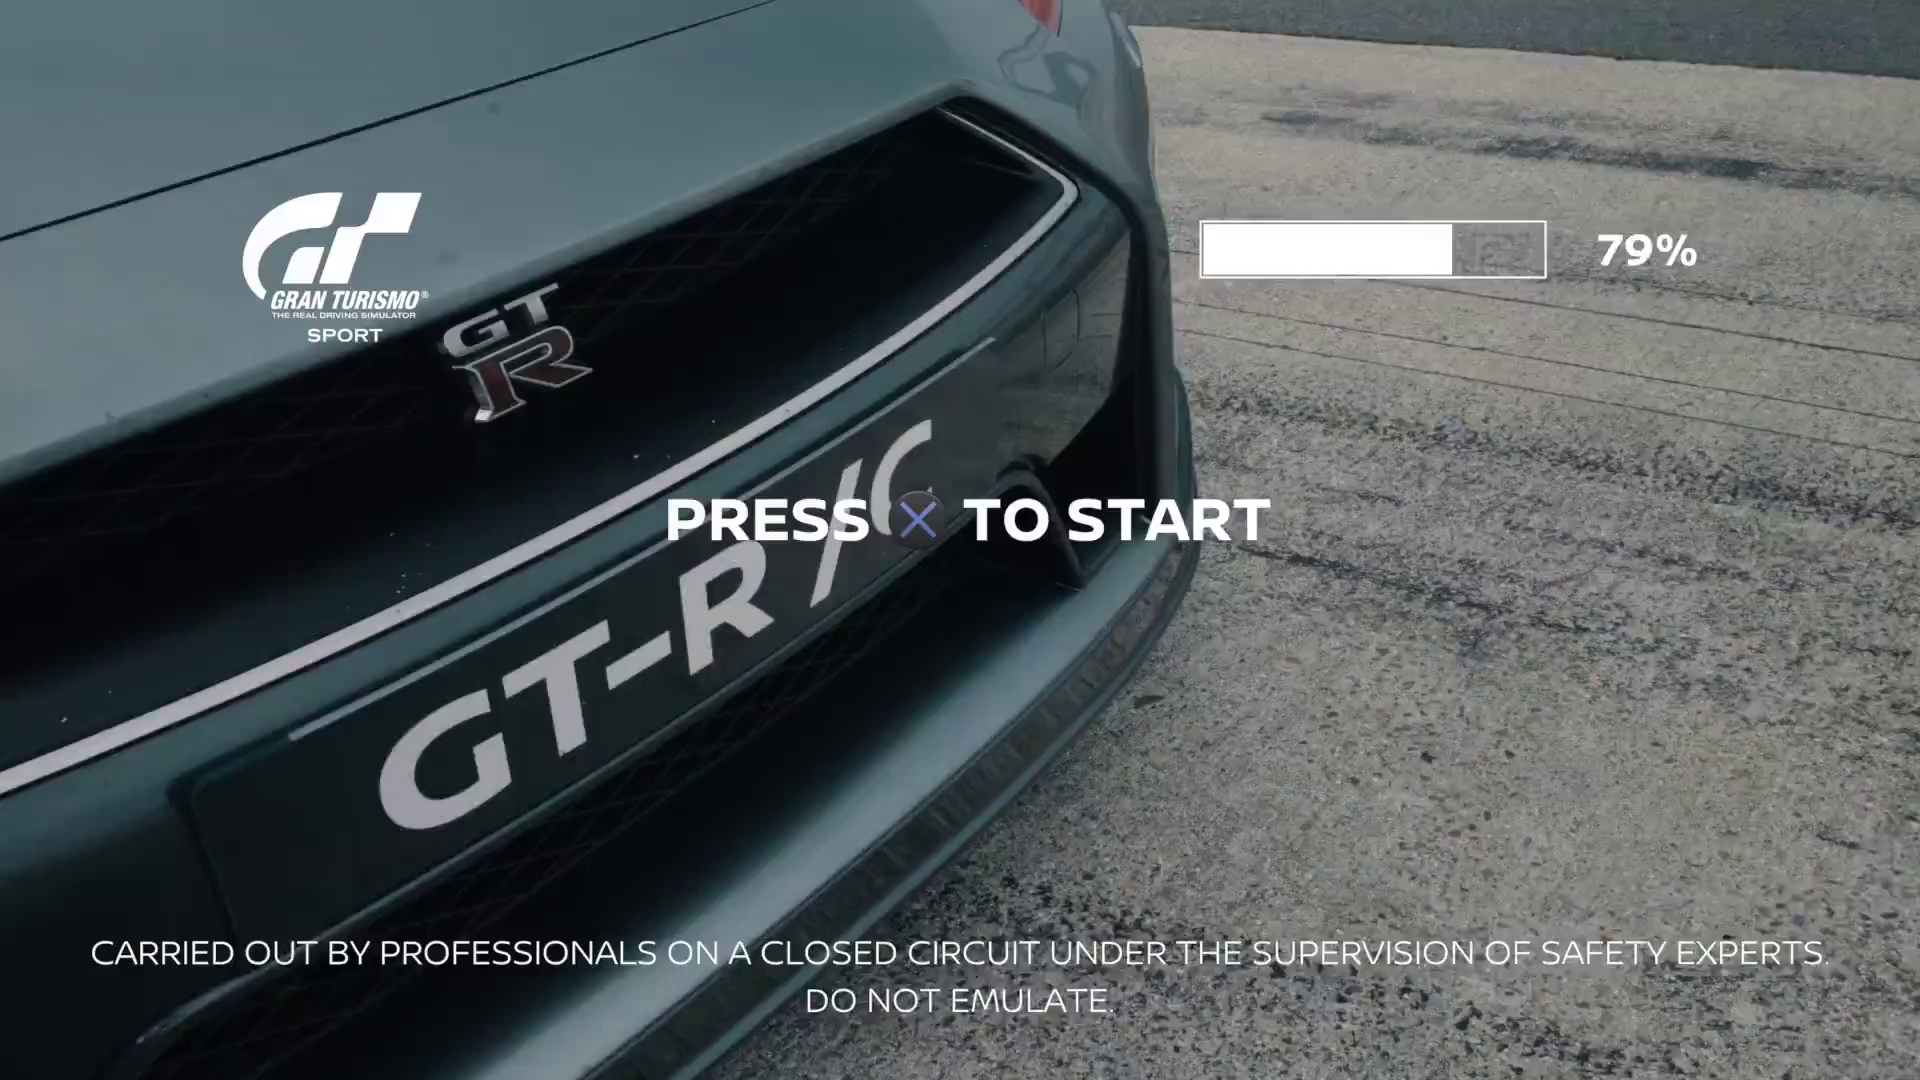 GRAN TURISMO®
THE REAL DRIVING SIMULATOR
SPORT
GT
R
79%
PRESS X TO START
GT-R /C
CARRIED OUT BY PROFESSIONALS ON A CLOSED CIRCUIT UNDER THE SUPERVISION OF SAFETY EXPERTS.
DO NOT EMULATE.